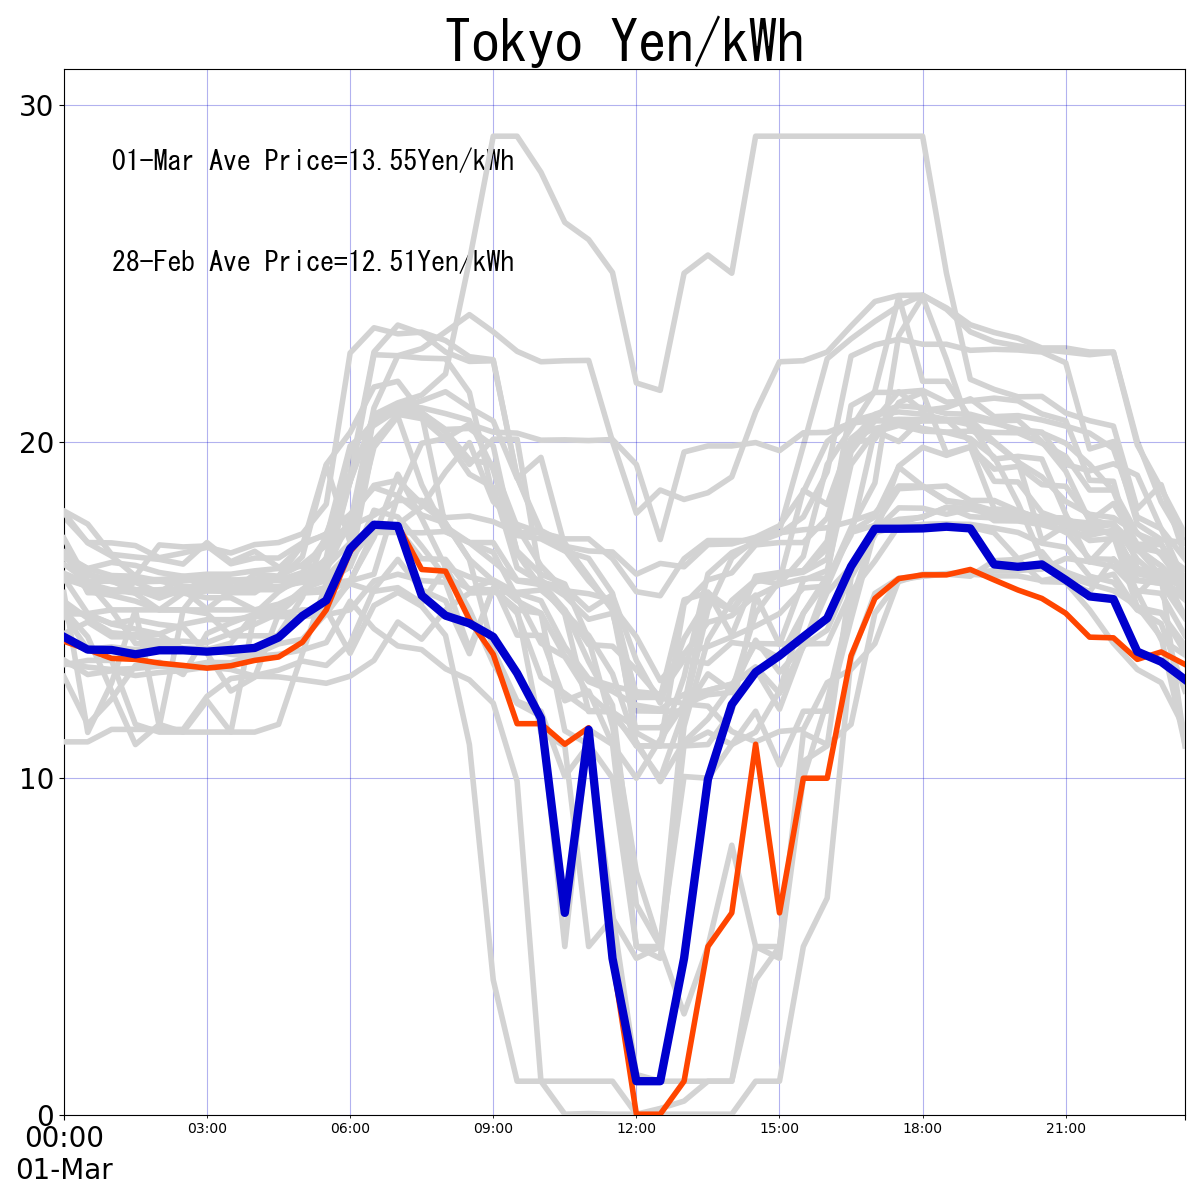 Tokyo Yen/kWh
30
01-Mar Ave Price=13.55Yen/kWh
28-Feb Ave Price=12.51Yen/kWh
20
10
0
00:00 03:00 06:00 09:00 12:00 15:00 18:00 21:00
01-Mar